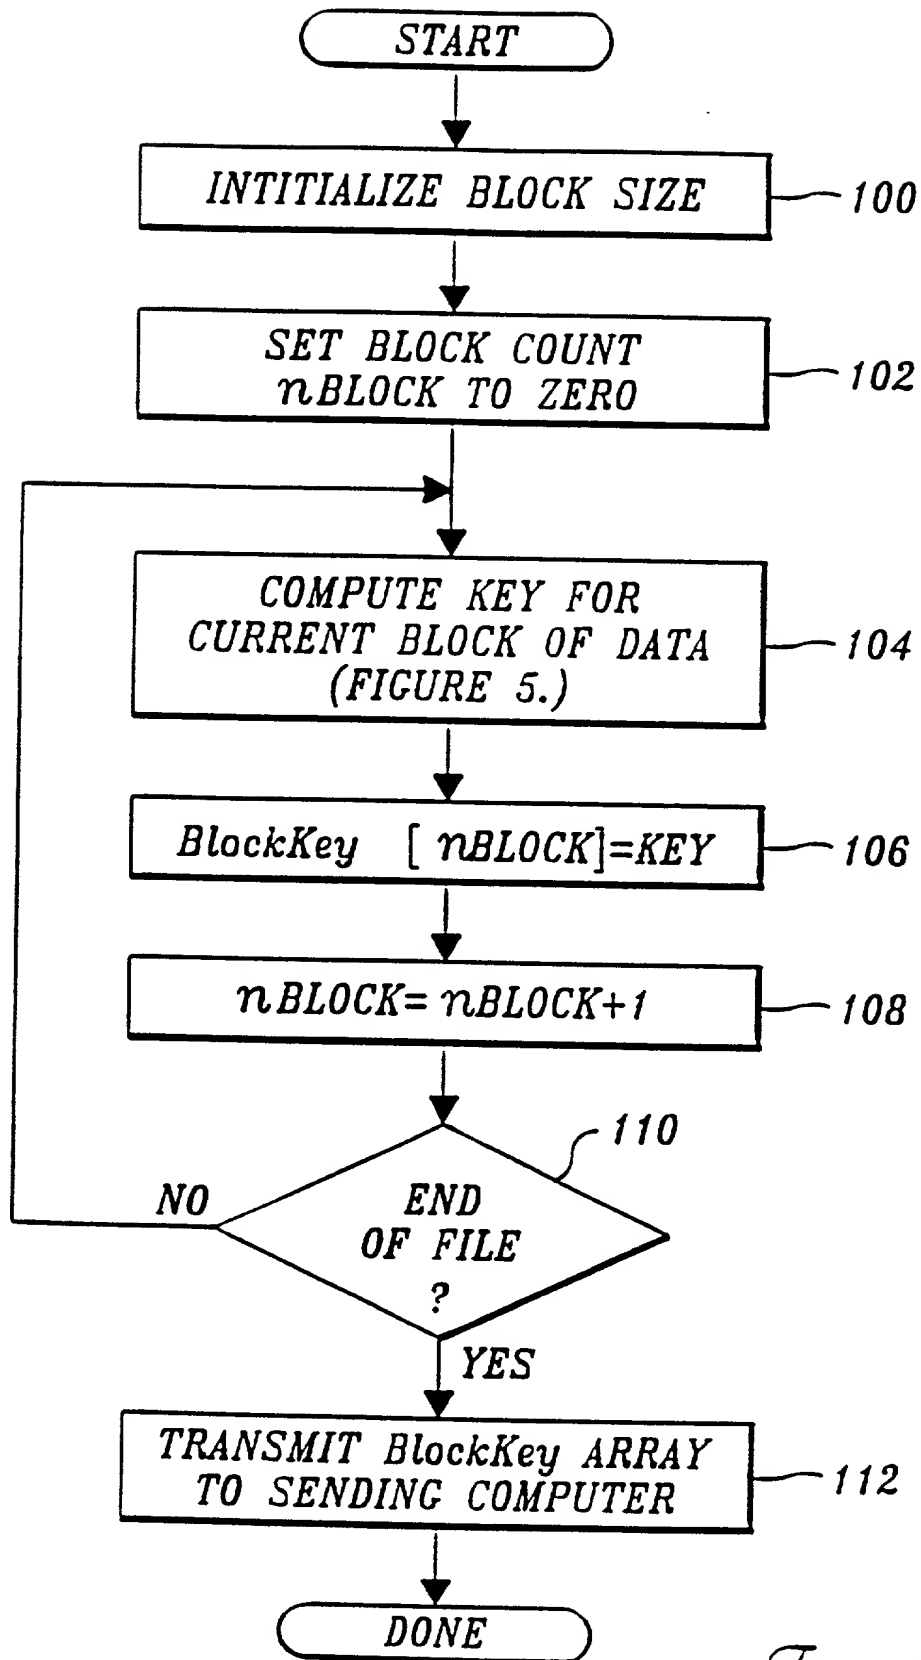 START
INTITIALIZE BLOCK SIZE
100
SET BLOCK COUNT
nBLOCK TO ZERO
102
COMPUTE KEY FOR
CURRENT BLOCK OF DATA
(FIGURE 5.)
104
BlockKey [ nBLOCK]=KEY
106
nBLOCK= nBLOCK+1
108
110
END
OF FILE
?
NO
YES
TRANSMIT BlockKey ARRAY
TO SENDING COMPUTER
112
DONE